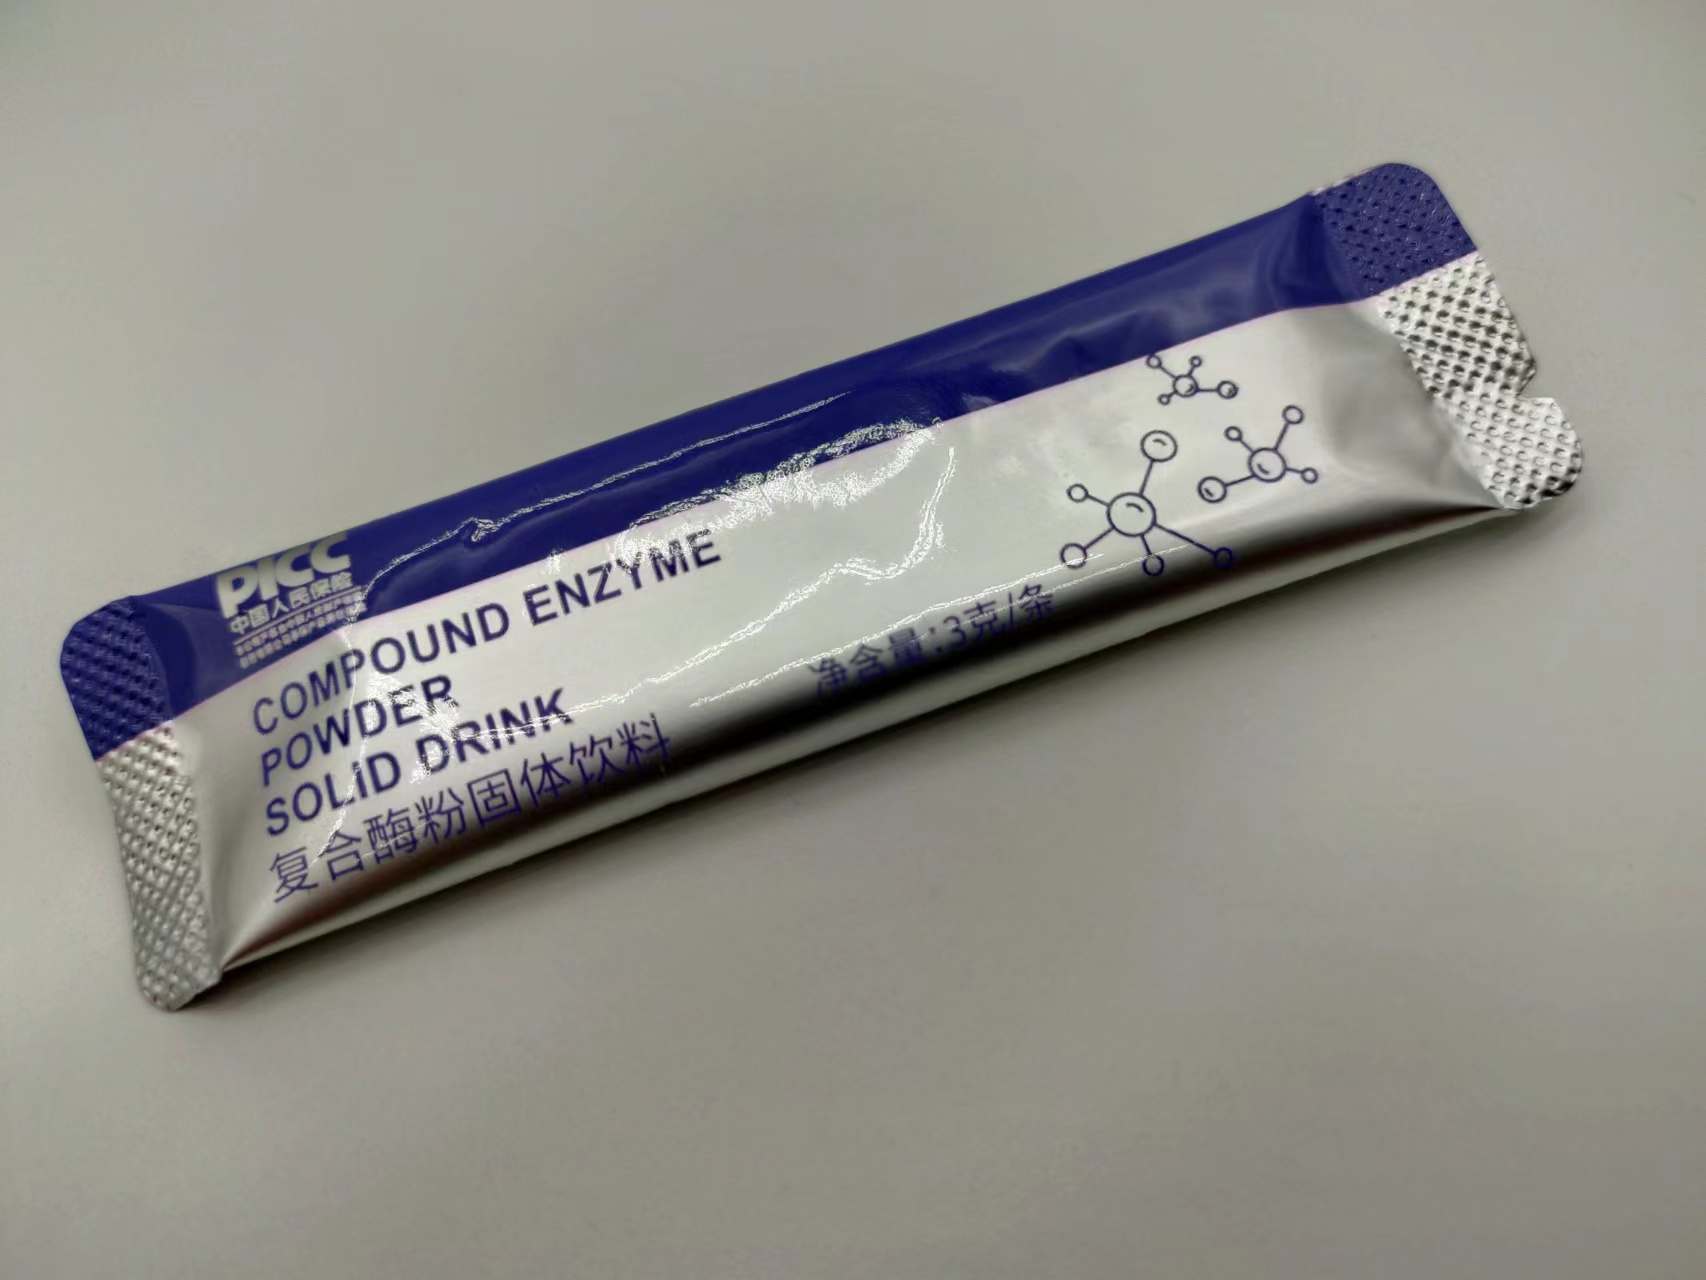 PICC
中国人民保险
COMPOUND ENZYME
POWDER
SOLID DRINK
复合酶粉固体饮料
净含量:3克/条